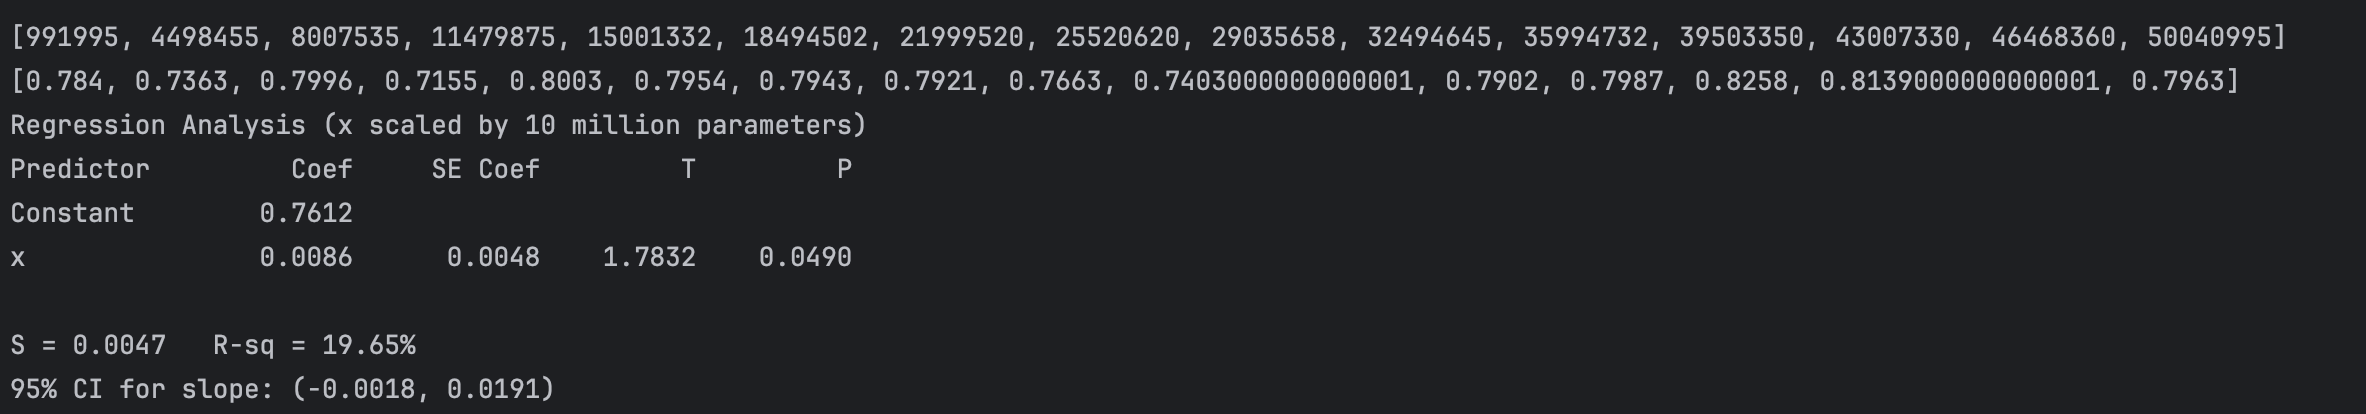 [991995, 4498455, 8007535, 11479875, 15001332, 18494502, 21999520, 25520620, 29035658, 32494645, 35994732, 39503350, 43007330, 46468360, 50040995]
[0.784, 0.7363, 0.7996, 0.7155, 0.8003, 0.7954, 0.7943, 0.7921, 0.7663, 0.7403000000000001, 0.7902, 0.7987, 0.8258, 0.8139000000000001, 0.7963]
Regression Analysis (x scaled by 10 million parameters)
Predictor         Coef     SE Coef         T         P
Constant        0.7612
x               0.0086      0.0048    1.7832    0.0490

S = 0.0047   R-sq = 19.65%
95% CI for slope: (-0.0018, 0.0191)